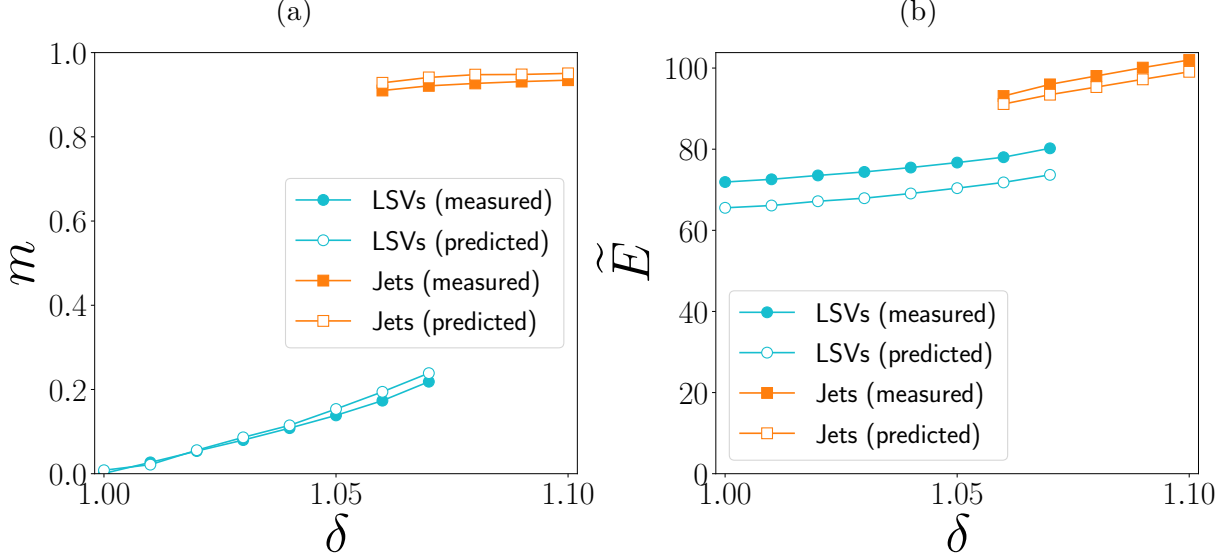 (a)
1.0
0.8
0.6
0.4
0.2
0.0
m
1.00
1.05
1.10
δ
LSVs (measured)
LSVs (predicted)
Jets (measured)
Jets (predicted)
(b)
100
80
60
40
20
0
Ẽ
1.00
1.05
1.10
δ
LSVs (measured)
LSVs (predicted)
Jets (measured)
Jets (predicted)